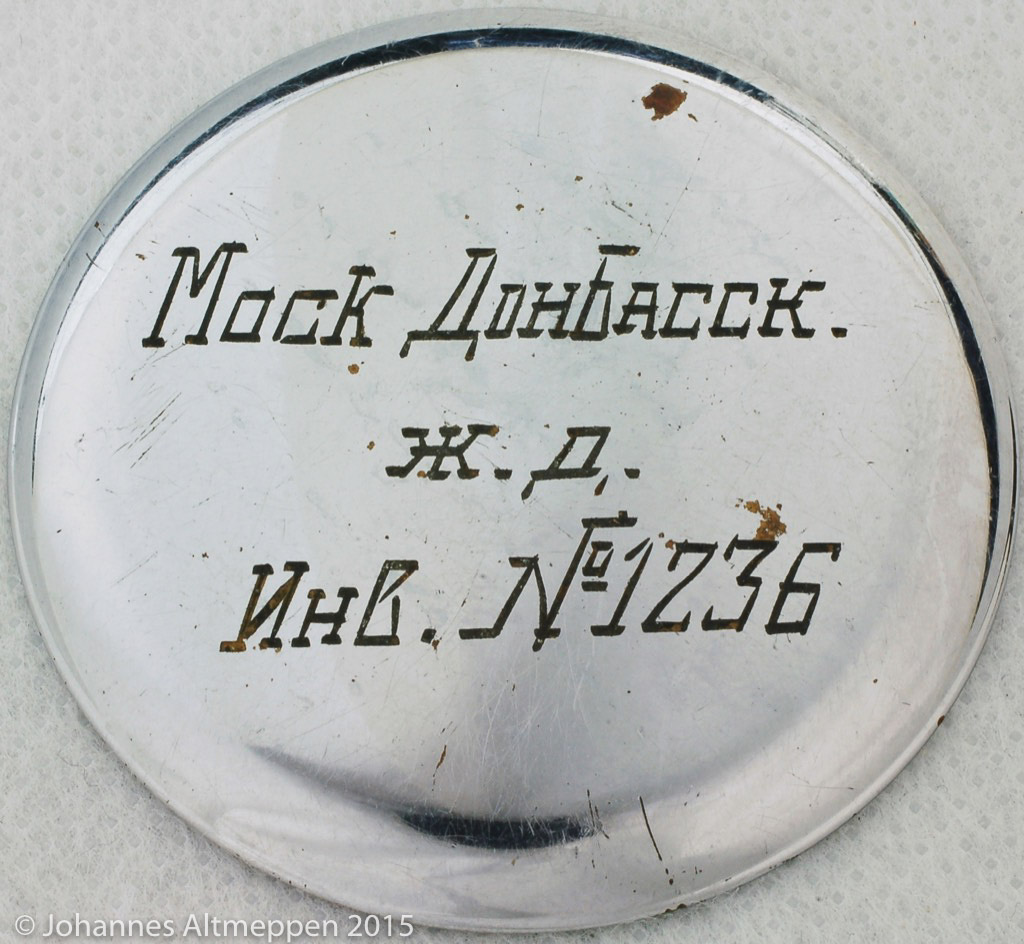 Моск Донбасск.
ж.д.
Инв. №1236
© Johannes Altmeppen 2015